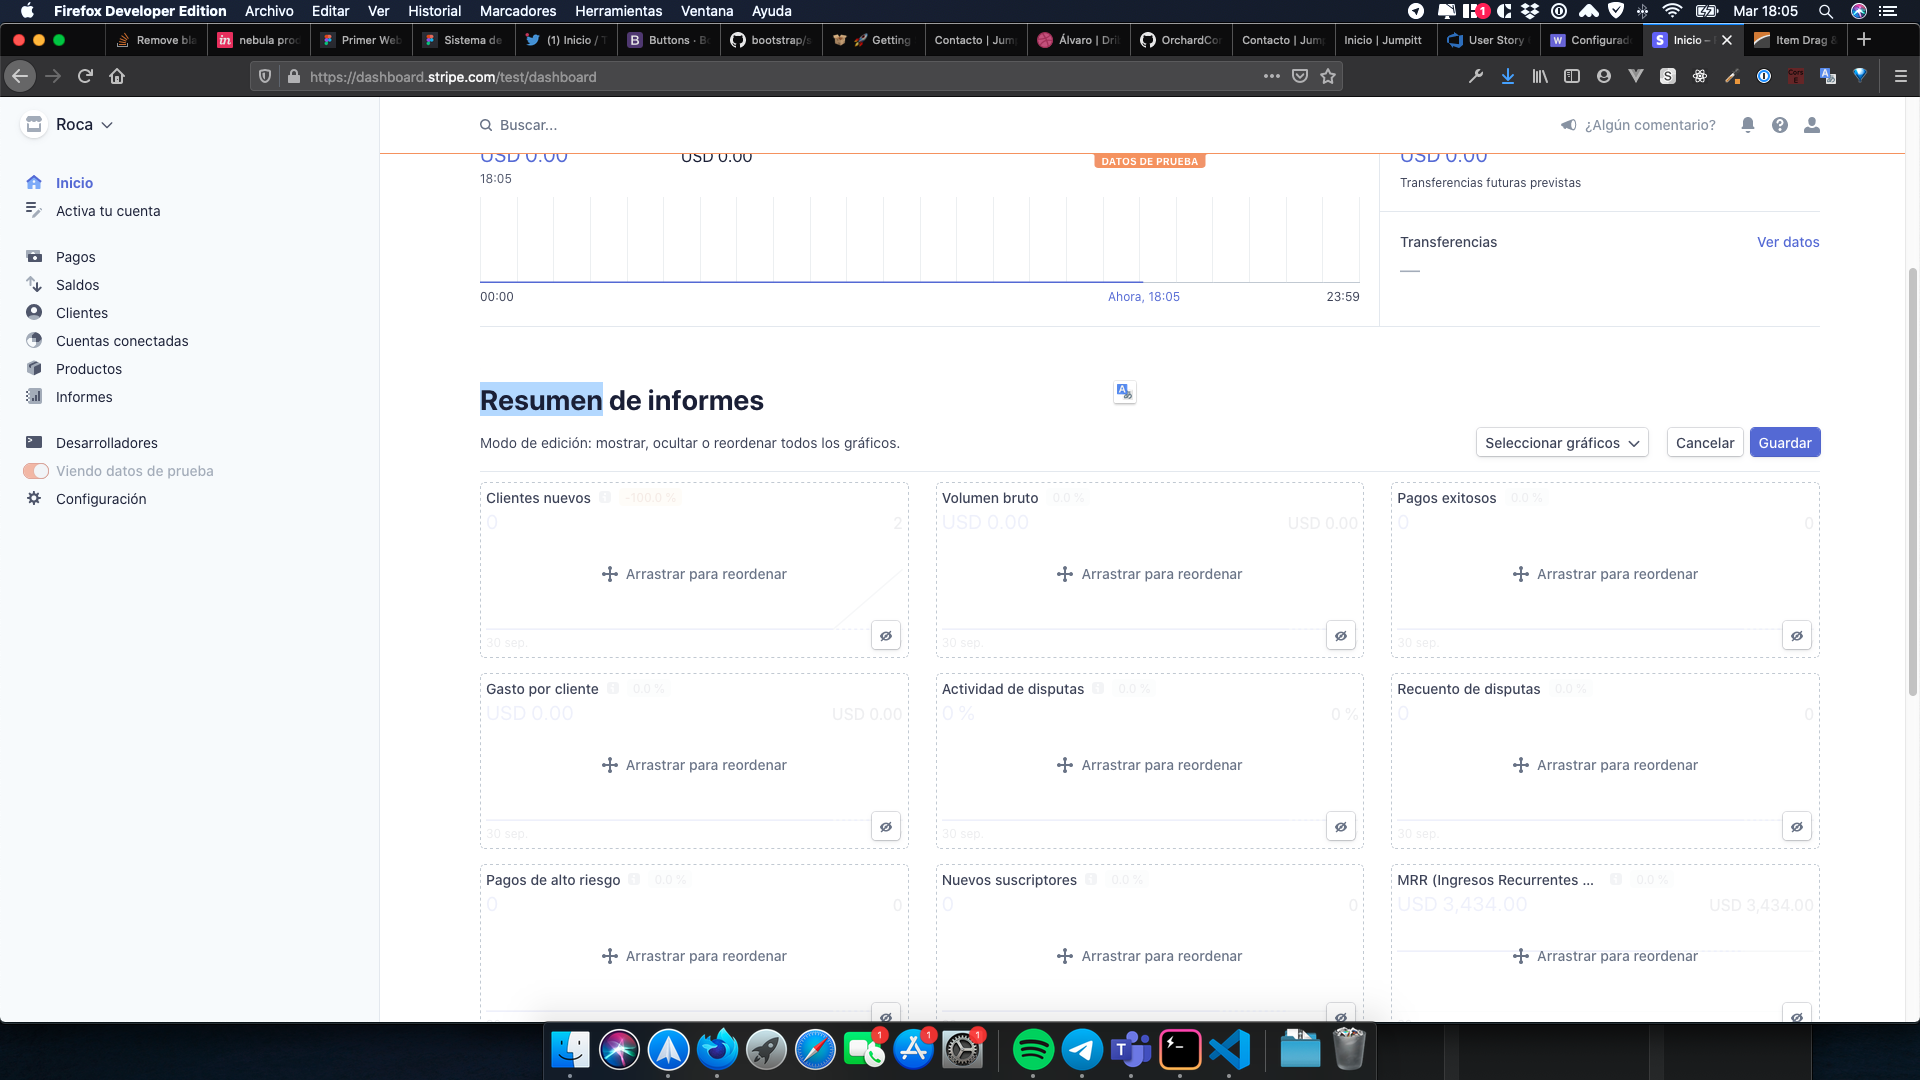 Firefox Developer Edition Archivo Editar Ver Historial Marcadores Herramientas Ventana Ayuda
1
Mar 18:05
Remove bla
nebula prod
Primer Web
Sistema de
(1) Inicio / T
Buttons · Bo
bootstrap/s
Getting
Contacto | Jump
Álvaro | Dri
OrchardCor
Contacto | Jump
Inicio | Jumpitt
User Story
Configurad
Inicio –
Item Drag &
https://dashboard.stripe.com/test/dashboard
Roca
Buscar...
¿Algún comentario?
Inicio
Activa tu cuenta
Pagos
Saldos
Clientes
Cuentas conectadas
Productos
Informes
Desarrolladores
Viendo datos de prueba
Configuración
USD 0.00
USD 0.00
DATOS DE PRUEBA
USD 0.00
18:05
Transferencias futuras previstas
Transferencias
Ver datos
—
00:00
Ahora, 18:05
23:59
Resumen de informes
Modo de edición: mostrar, ocultar o reordenar todos los gráficos.
Seleccionar gráficos
Cancelar
Guardar
Clientes nuevos -100.0 %
0 2
Arrastrar para reordenar
30 sep.
Volumen bruto 0.0 %
USD 0.00 USD 0.00
Arrastrar para reordenar
30 sep.
Pagos exitosos 0.0 %
0 0
Arrastrar para reordenar
30 sep.
Gasto por cliente 0.0 %
USD 0.00 USD 0.00
Arrastrar para reordenar
30 sep.
Actividad de disputas 0.0 %
0 % 0 %
Arrastrar para reordenar
30 sep.
Recuento de disputas 0.0 %
0 0
Arrastrar para reordenar
30 sep.
Pagos de alto riesgo 0.0 %
0 0
Arrastrar para reordenar
Nuevos suscriptores 0.0 %
0 0
Arrastrar para reordenar
MRR (Ingresos Recurrentes ... 0.0 %
USD 3,434.00 USD 3,434.00
Arrastrar para reordenar
1
1
1